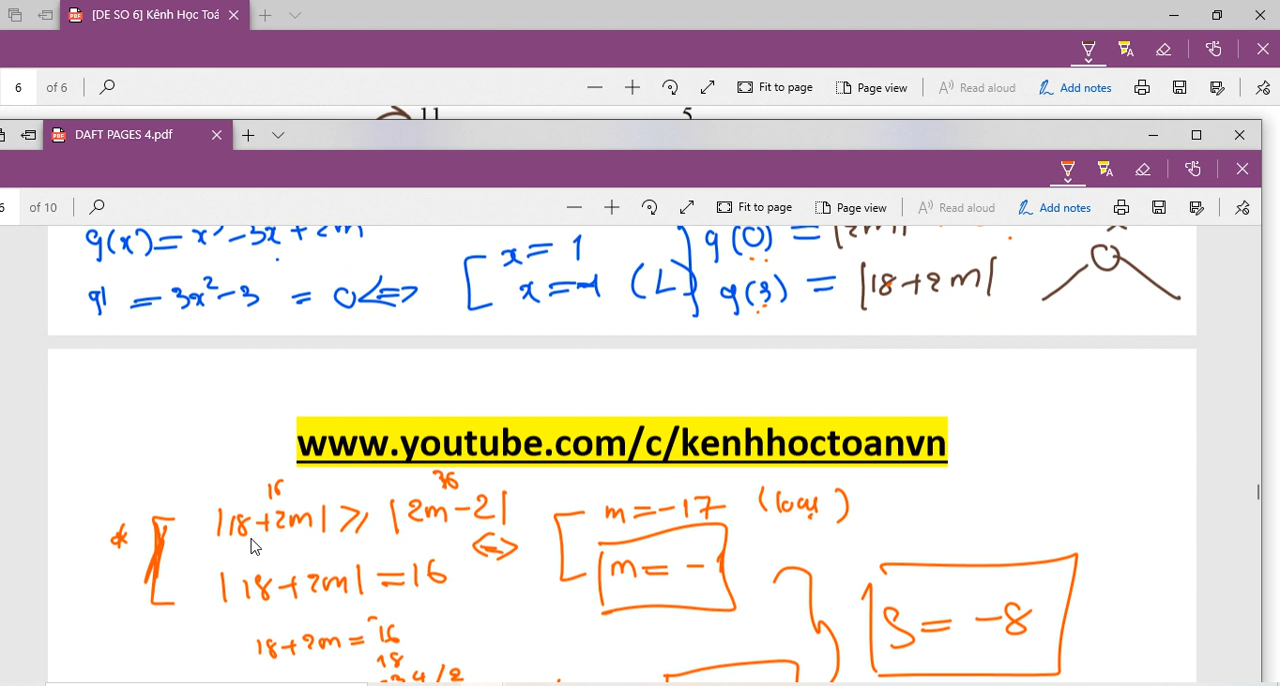 [DE SO 6] Kênh Học Toá
6 of 6 Fit to page Page view Read aloud Add notes
11 5
DAFT PAGES 4.pdf
6 of 10 Fit to page Page view Read aloud Add notes
g(x) = x³ - 3x + 2m
g' = 3x² - 3 = 0 <=> [ x = 1
x = -1 (L)
g(0) = |2m|
g(3) = |18+2m|
www.youtube.com/c/kenhhoctoanvn
16 36
* |18+2m| ≥ |2m-2| <=> m = -17 (loại)
|18+2m| = 16 m = -1
18+2m = -16
18
S = -8